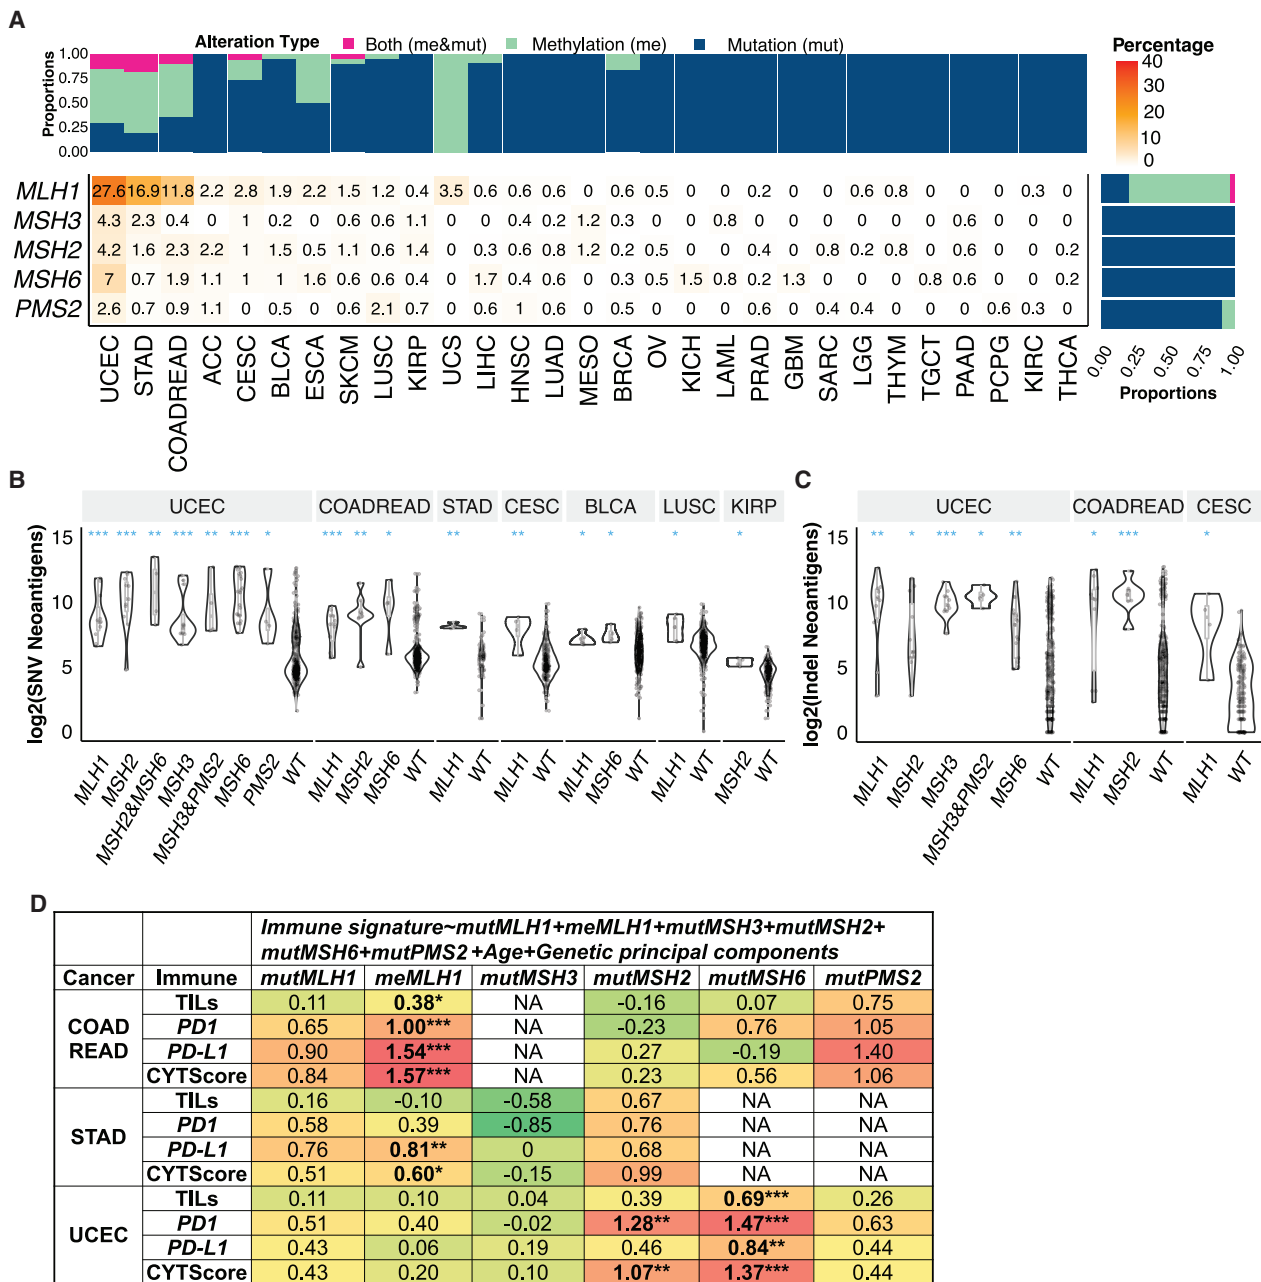 A
Alteration Type Both (me&mut) Methylation (me) Mutation (mut)
Percentage
40
30
20
10
0
Proportions
1.00
0.75
0.50
0.25
0.00
MLH1 27.6 16.9 11.8 2.2 2.8 1.9 2.2 1.5 1.2 0.4 3.5 0.6 0.6 0.6 0 0.6 0.5 0 0 0.2 0 0 0.6 0.8 0 0 0 0.3 0
MSH3 4.3 2.3 0.4 0 1 0.2 0 0.6 0.6 1.1 0 0 0.4 0.2 1.2 0.3 0 0 0.8 0 0 0 0 0 0 0.6 0 0 0
MSH2 4.2 1.6 2.3 2.2 1 1.5 0.5 1.1 0.6 1.4 0 0.3 0.6 0.8 1.2 0.2 0.5 0 0 0.4 0 0.8 0.2 0.8 0 0.6 0 0 0.2
MSH6 7 0.7 1.9 1.1 1 1 1.6 0.6 0.6 0.4 0 1.7 0.4 0.6 0 0.3 0.5 1.5 0.8 0.2 1.3 0 0 0 0.8 0.6 0 0 0.2
PMS2 2.6 0.7 0.9 1.1 0 0.5 0 0.6 2.1 0.7 0 0.6 1 0.4 0 0.5 0 0 0 0.6 0 0.4 0.4 0 0 0 0.6 0.3 0
UCEC STAD COADREAD ACC CESC BLCA ESCA SKCM LUSC KIRP UCS LIHC HNSC LUAD MESO BRCA OV KICH LAML PRAD GBM SARC LGG THYM TGCT PAAD PCPG KIRC THCA
0.00 0.25 0.50 0.75 1.00
Proportions
B
UCEC COADREAD STAD CESC BLCA LUSC KIRP
*** *** ** *** ** *** * *** ** * ** ** * * * *
log2(SNV Neoantigens)
15
10
5
0
MLH1 MSH2 MSH2&MSH6 MSH3 MSH3&PMS2 MSH6 PMS2 WT MLH1 MSH2 MSH6 WT MLH1 WT MLH1 WT MLH1 MSH6 WT MLH1 WT MSH2 WT
C
UCEC COADREAD CESC
** * *** * ** * *** *
log2(Indel Neoantigens)
15
10
5
0
MLH1 MSH2 MSH3 MSH3&PMS2 MSH6 WT MLH1 MSH2 WT MLH1 WT
D
Immune signature~mutMLH1+meMLH1+mutMSH3+mutMSH2+
mutMSH6+mutPMS2 +Age+Genetic principal components
Cancer Immune mutMLH1 meMLH1 mutMSH3 mutMSH2 mutMSH6 mutPMS2
COAD
READ
TILs 0.11 0.38* NA -0.16 0.07 0.75
PD1 0.65 1.00*** NA -0.23 0.76 1.05
PD-L1 0.90 1.54*** NA 0.27 -0.19 1.40
CYTScore 0.84 1.57*** NA 0.23 0.56 1.06
STAD
TILs 0.16 -0.10 -0.58 0.67 NA NA
PD1 0.58 0.39 -0.85 0.76 NA NA
PD-L1 0.76 0.81** 0 0.68 NA NA
CYTScore 0.51 0.60* -0.15 0.99 NA NA
UCEC
TILs 0.11 0.10 0.04 0.39 0.69*** 0.26
PD1 0.51 0.40 -0.02 1.28** 1.47*** 0.63
PD-L1 0.43 0.06 0.19 0.46 0.84** 0.44
CYTScore 0.43 0.20 0.10 1.07** 1.37*** 0.44